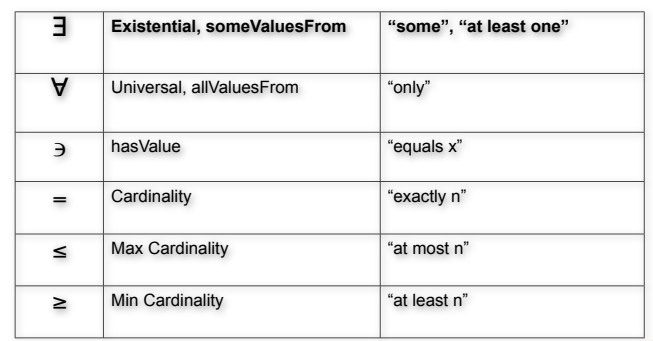 ∃ Existential, someValuesFrom “some”, “at least one”
∀ Universal, allValuesFrom “only”
∍ hasValue “equals x”
= Cardinality “exactly n”
≤ Max Cardinality “at most n”
≥ Min Cardinality “at least n”